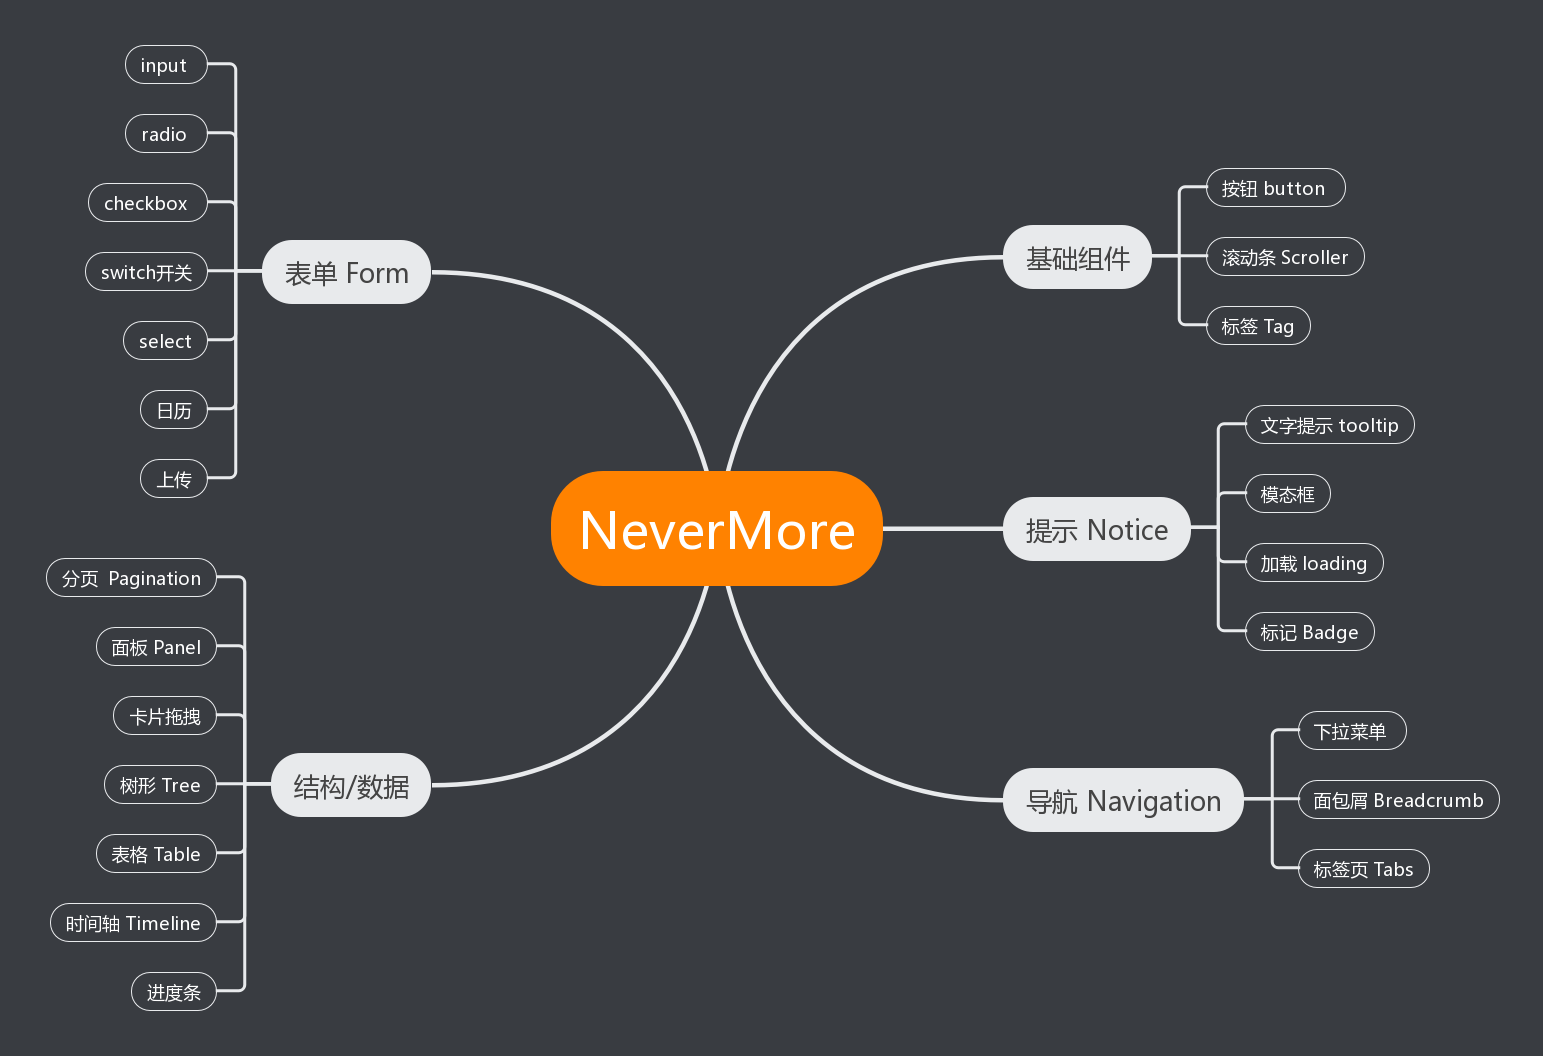 NeverMore
基础组件
按钮 button
滚动条 Scroller
标签 Tag
提示 Notice
文字提示 tooltip
模态框
加载 loading
标记 Badge
导航 Navigation
下拉菜单
面包屑 Breadcrumb
标签页 Tabs
表单 Form
input
radio
checkbox
switch开关
select
日历
上传
结构/数据
分页  Pagination
面板 Panel
卡片拖拽
树形 Tree
表格 Table
时间轴 Timeline
进度条